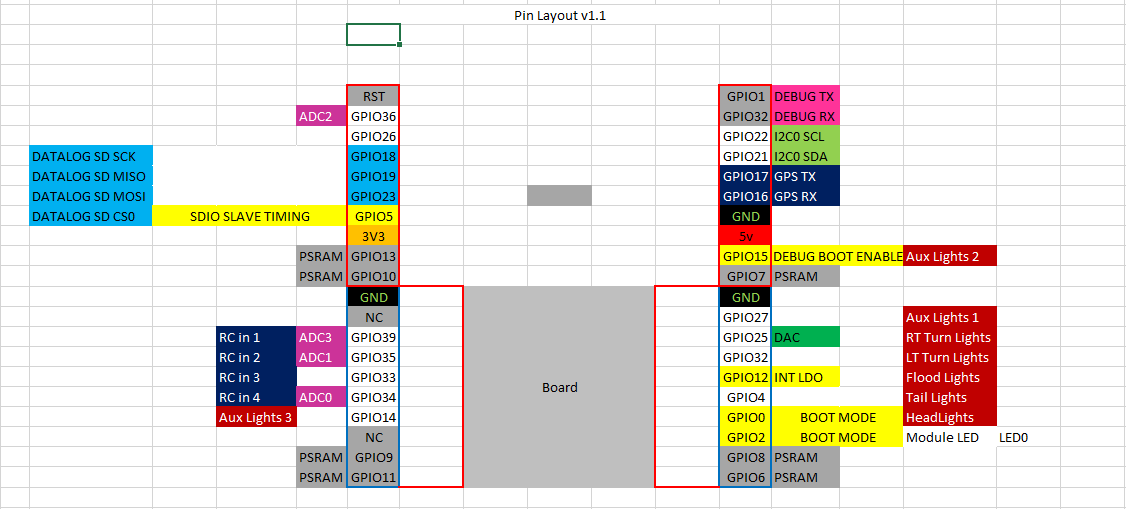 Pin Layout v1.1
RST GPIO1 DEBUG TX
ADC2 GPIO36 GPIO32 DEBUG RX
GPIO26 GPIO22 I2C0 SCL
DATALOG SD SCK GPIO18 GPIO21 I2C0 SDA
DATALOG SD MISO GPIO19 GPIO17 GPS TX
DATALOG SD MOSI GPIO23 GPIO16 GPS RX
DATALOG SD CS0 SDIO SLAVE TIMING GPIO5 GND
3V3 5v
PSRAM GPIO13 GPIO15 DEBUG BOOT ENABLE Aux Lights 2
PSRAM GPIO10 GPIO7 PSRAM
GND GND
NC GPIO27 Aux Lights 1
RC in 1 ADC3 GPIO39 GPIO25 DAC RT Turn Lights
RC in 2 ADC1 GPIO35 GPIO32 LT Turn Lights
RC in 3 GPIO33 Board GPIO12 INT LDO Flood Lights
RC in 4 ADC0 GPIO34 GPIO4 Tail Lights
Aux Lights 3 GPIO14 GPIO0 BOOT MODE HeadLights
NC GPIO2 BOOT MODE Module LED LED0
PSRAM GPIO9 GPIO8 PSRAM
PSRAM GPIO11 GPIO6 PSRAM